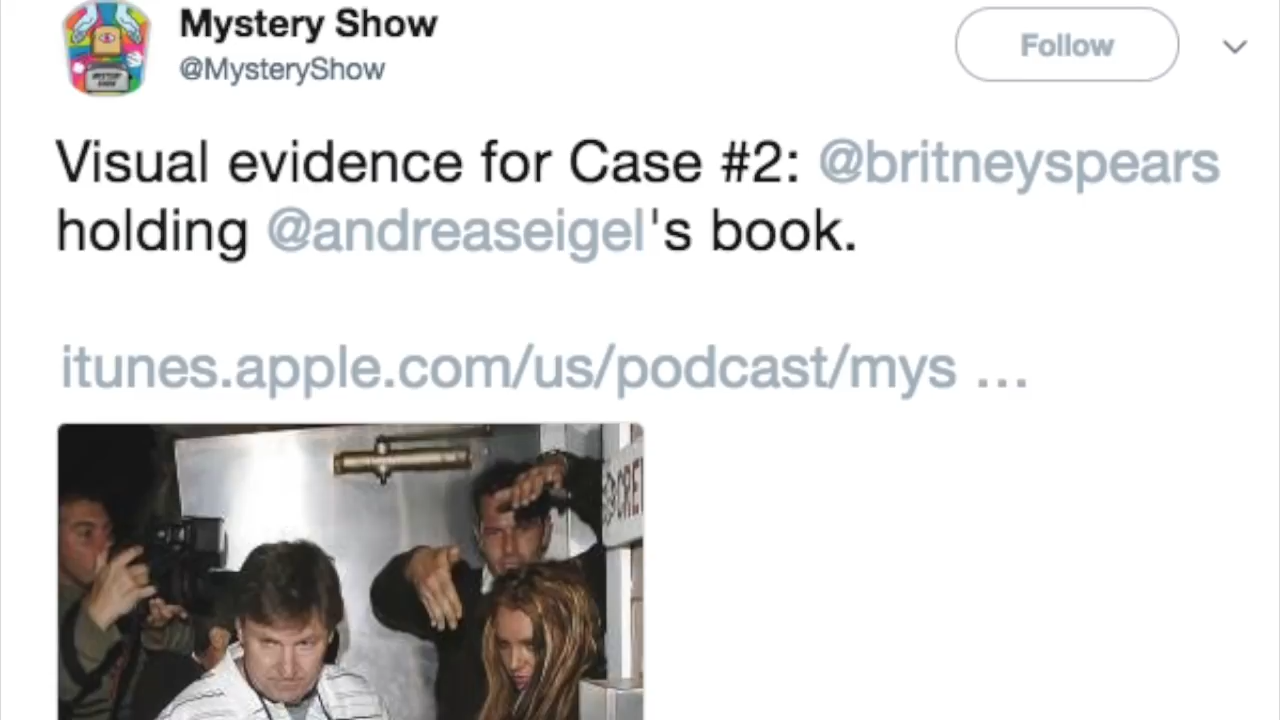 Mystery Show
@MysteryShow
Follow
Visual evidence for Case #2: @britneyspears
holding @andreaseigel's book.
itunes.apple.com/us/podcast/mys ...